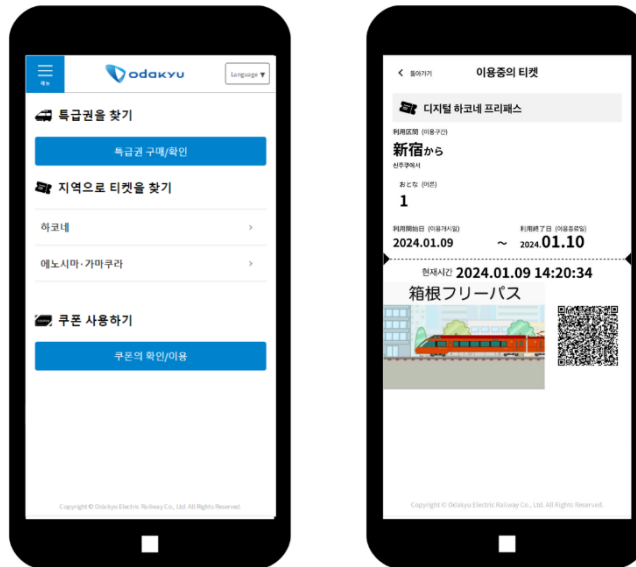 메뉴
odakyu
Language ▼
특급권을 찾기
특급권 구매/확인
지역으로 티켓을 찾기
하코네
에노시마·가마쿠라
쿠폰 사용하기
쿠폰의 확인/이용
Copyright © Odakyu Electric Railway Co., Ltd. All Rights Reserved.
돌아가기 이용중의 티켓
디지털 하코네 프리패스
利用区間 (이용구간)
新宿から
신주쿠에서
おとな (어른)
1
利用開始日 (이용개시일) 利用終了日 (이용종료일)
2024.01.09 ~ 2024.01.10
현재시간 2024.01.09 14:20:34
箱根フリーパス
Copyright © Odakyu Electric Railway Co., Ltd. All Rights Reserved.